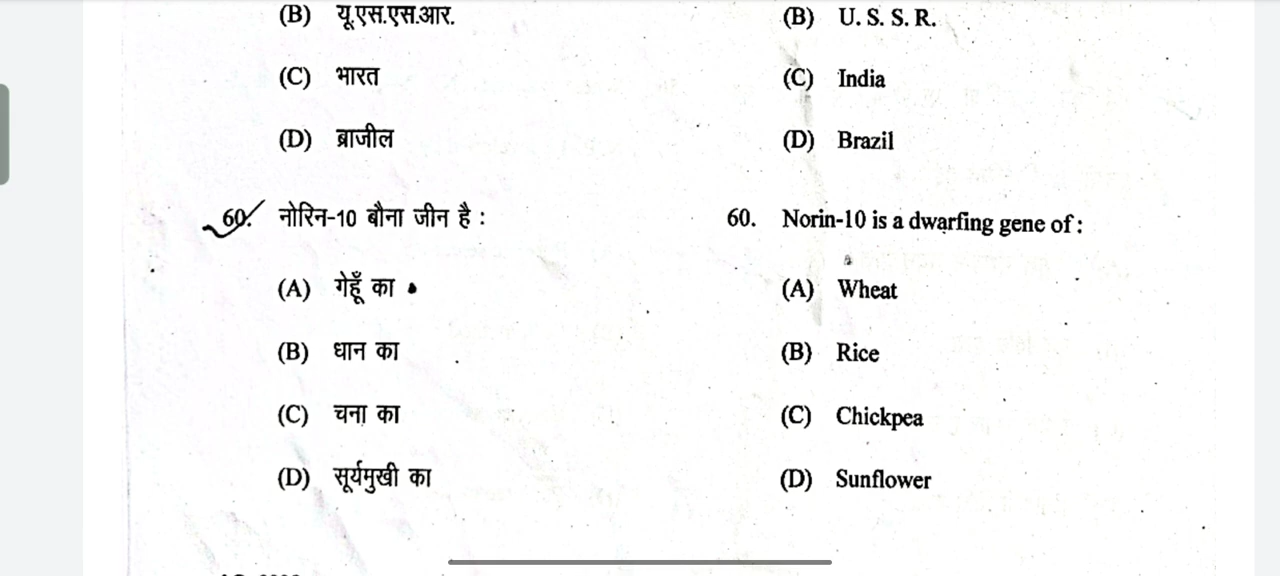 (B) यू.एस.एस.आर.
(C) भारत
(D) ब्राजील
60. नोरिन-10 बौना जीन है :
(A) गेहूँ का
(B) धान का
(C) चना का
(D) सूर्यमुखी का
(B) U. S. S. R.
(C) India
(D) Brazil
60. Norin-10 is a dwarfing gene of :
(A) Wheat
(B) Rice
(C) Chickpea
(D) Sunflower